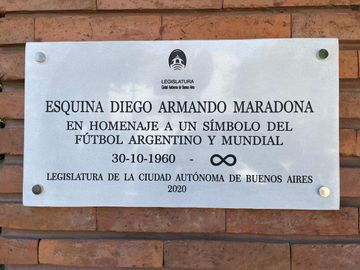 LEGISLATURA
Ciudad Autónoma de Buenos Aires
ESQUINA DIEGO ARMANDO MARADONA
EN HOMENAJE A UN SÍMBOLO DEL
FÚTBOL ARGENTINO Y MUNDIAL
30-10-1960 - ∞
LEGISLATURA DE LA CIUDAD AUTÓNOMA DE BUENOS AIRES
2020